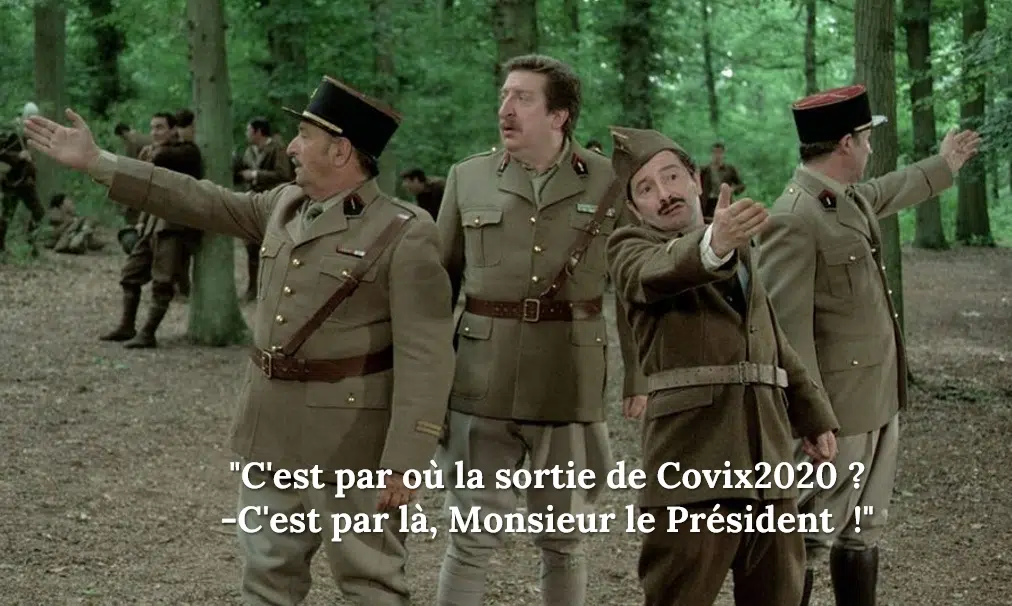 "C'est par où la sortie de Covix2020 ?
-C'est par là, Monsieur le Président  !"